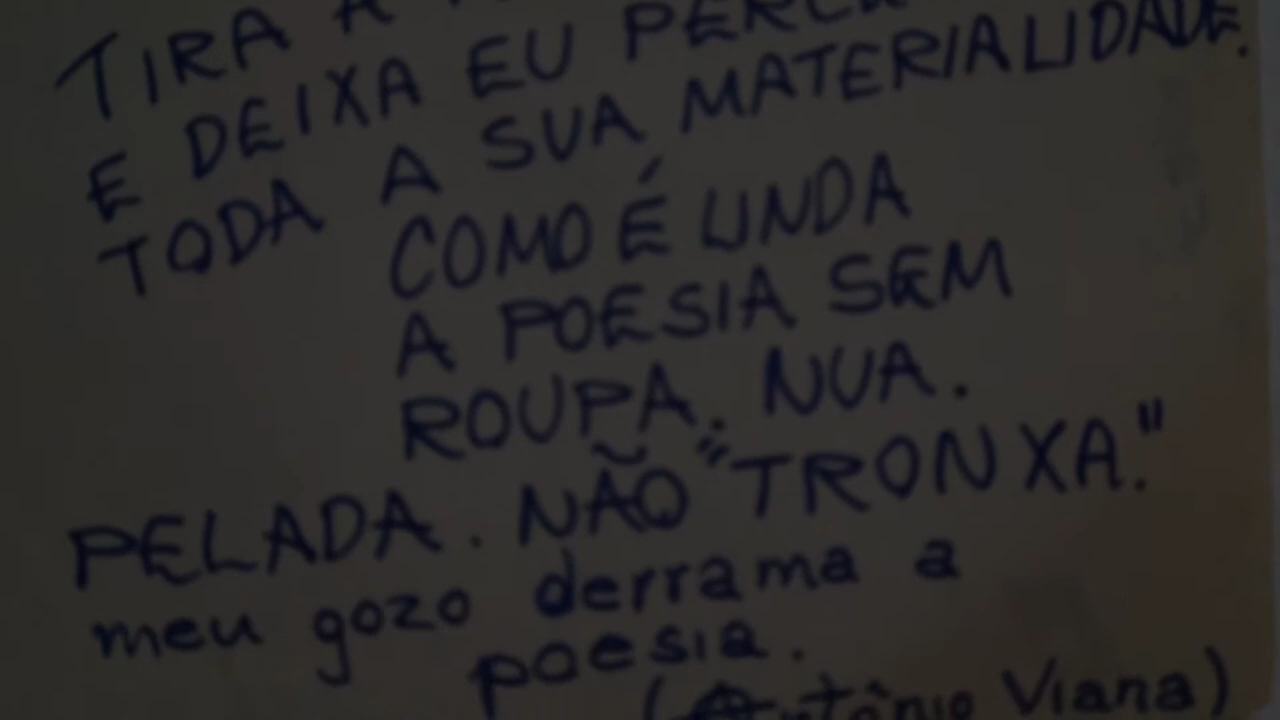 TIRA A
E DEIXA EU
TODA A SUA MATERIALIDADE.
COMO É LINDA
A POESIA SEM
ROUPA. NUA.
PELADA. NÃO "TRONXA."
meu gozo derrama a
poesia.
(Antônio Viana)